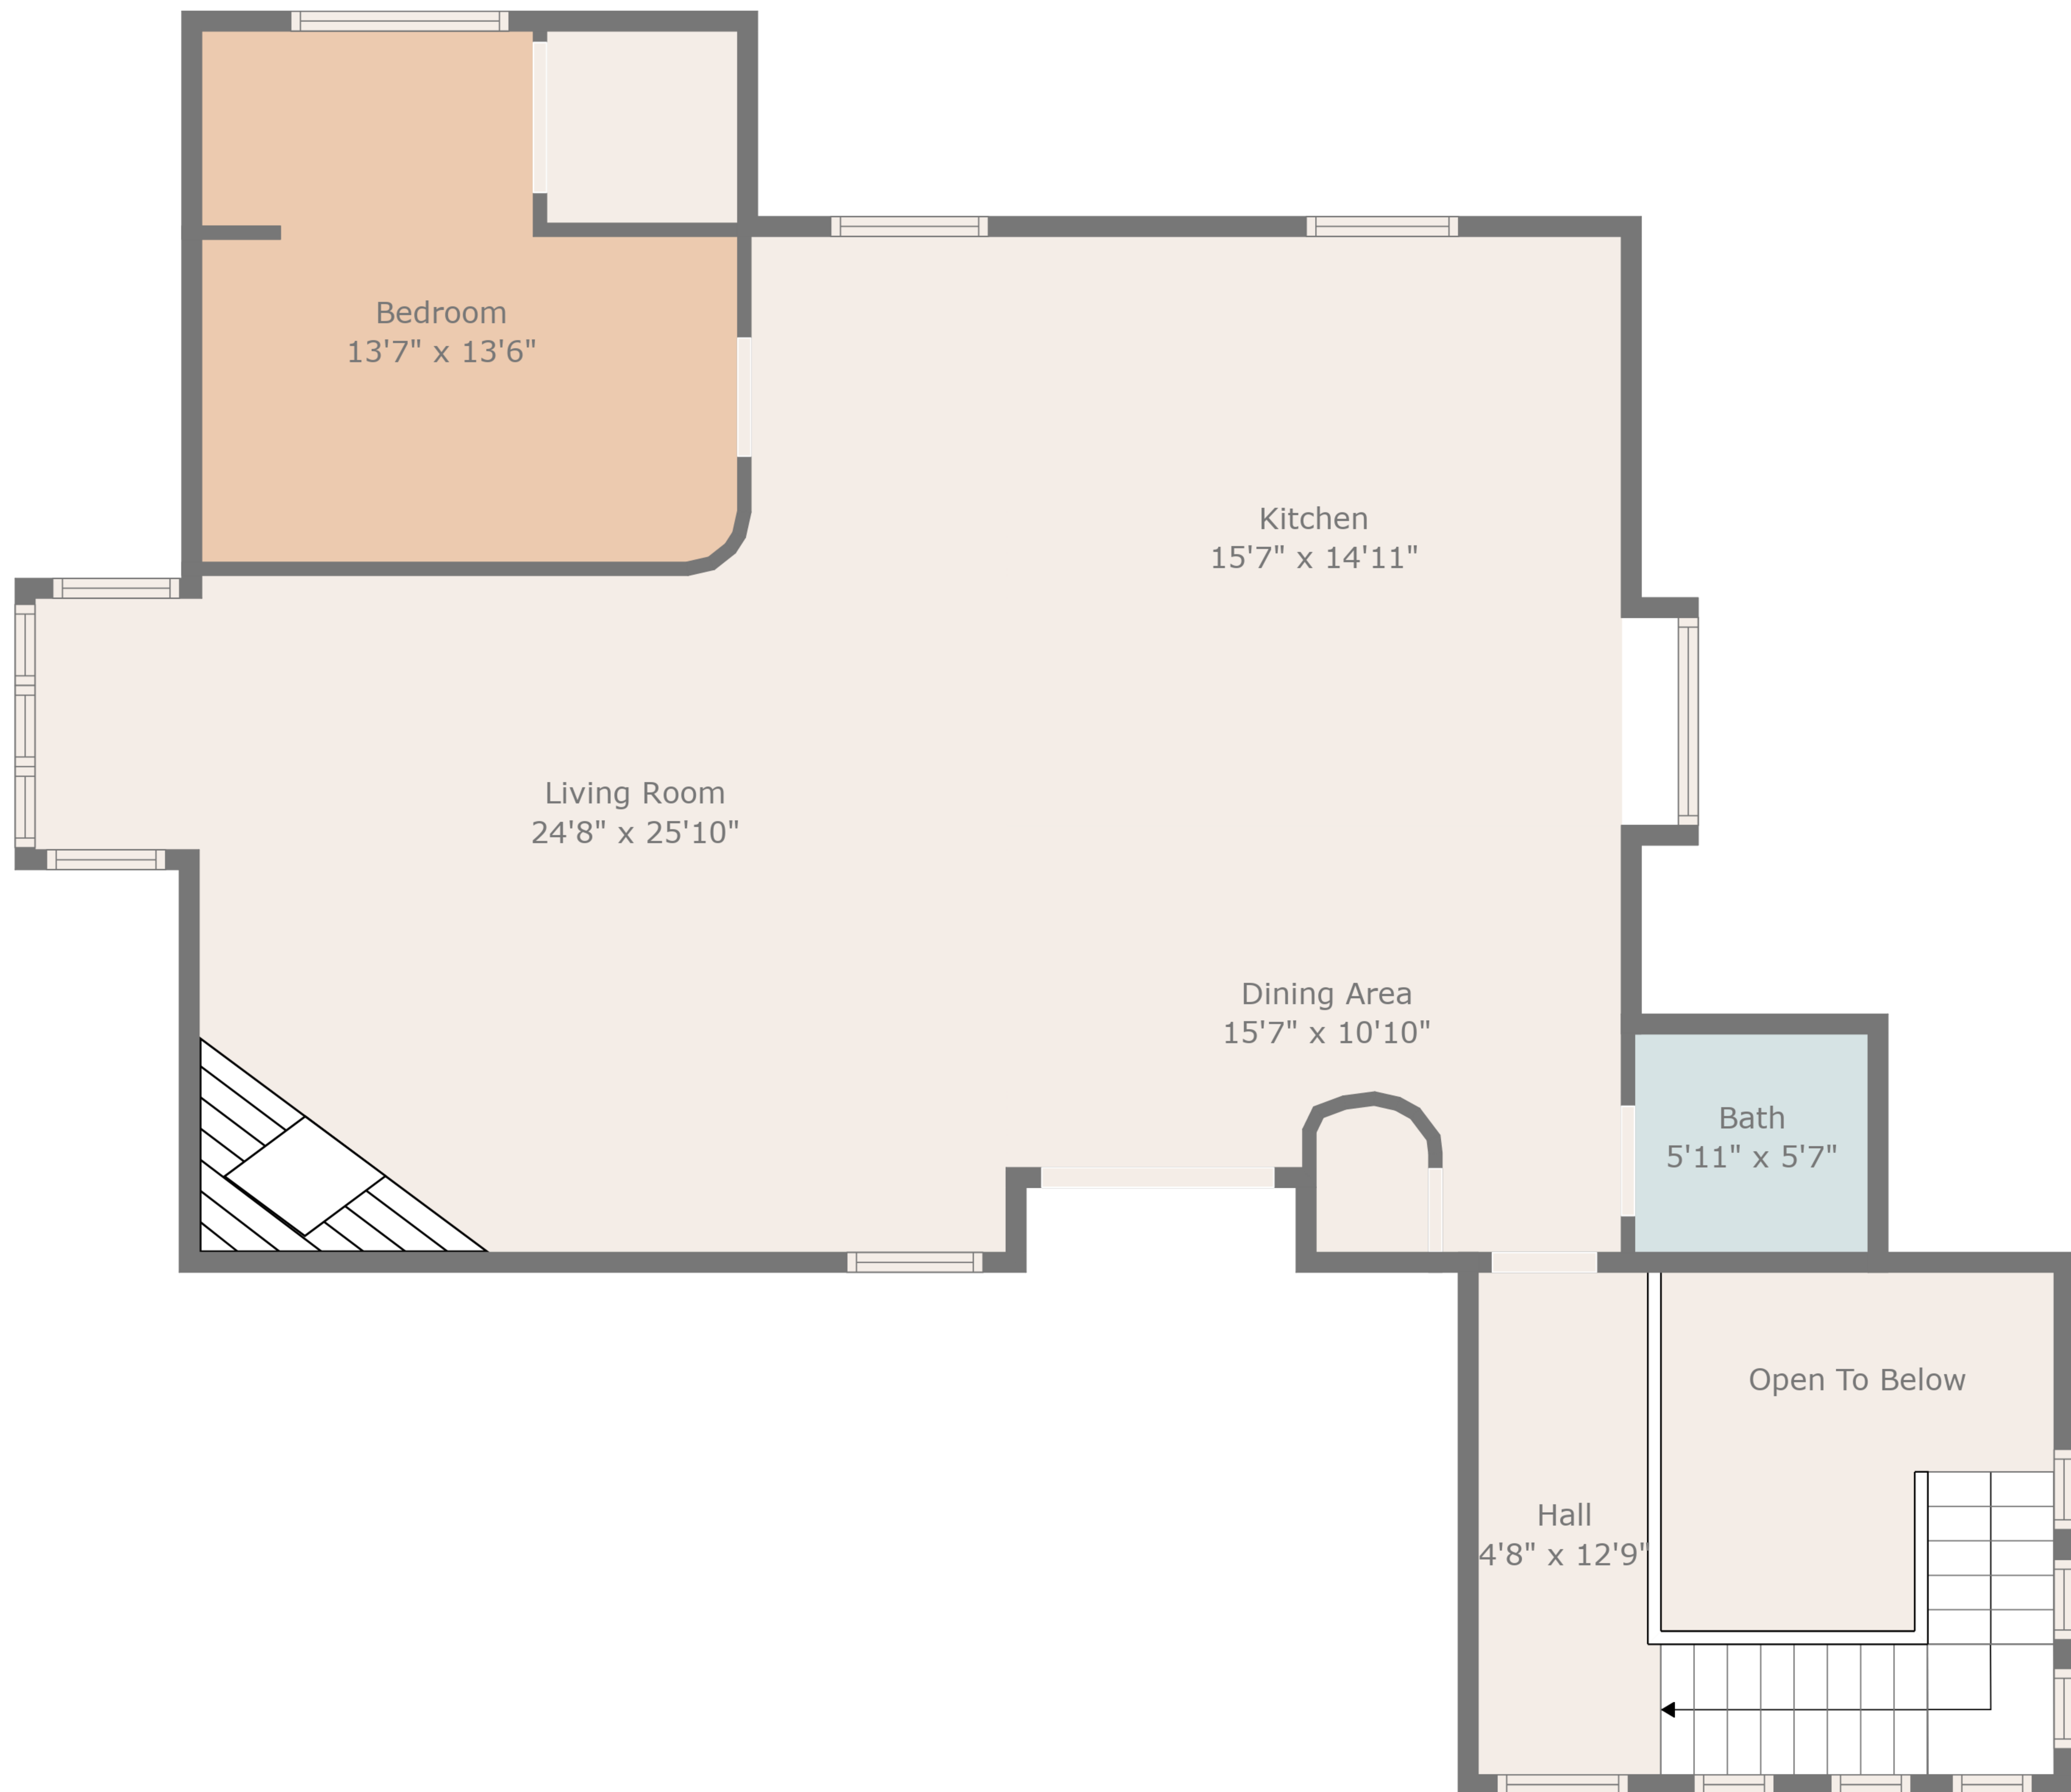 Bedroom
13'7" x 13'6"
Kitchen
15'7" x 14'11"
Living Room
24'8" x 25'10"
Dining Area
15'7" x 10'10"
Bath
5'11" x 5'7"
Open To Below
Hall
4'8" x 12'9"